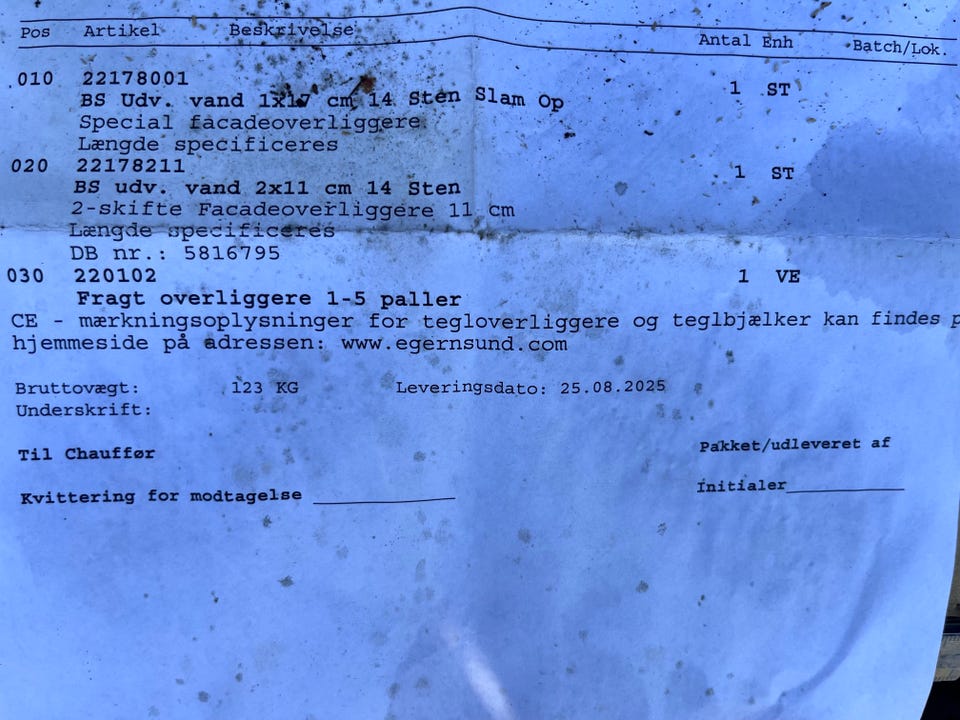 Pos Artikel Beskrivelse Antal Enh Batch/Lok.
010 22178001 1 ST
BS Udv. vand 1x17 cm 14 Sten Slam Op
Special facadeoverliggere
Længde specificeres
020 22178211 1 ST
BS udv. vand 2x11 cm 14 Sten
2-skifte Facadeoverliggere 11 cm
Længde specificeres
DB nr.: 5816795
030 220102 1 VE
Fragt overliggere 1-5 paller
CE - mærkningsoplysninger for tegloverliggere og teglbjælker kan findes p
hjemmeside på adressen: www.egernsund.com
Bruttovægt: 123 KG Leveringsdato: 25.08.2025
Underskrift:
Til Chauffør Pakket/udleveret af
Kvittering for modtagelse Initialer